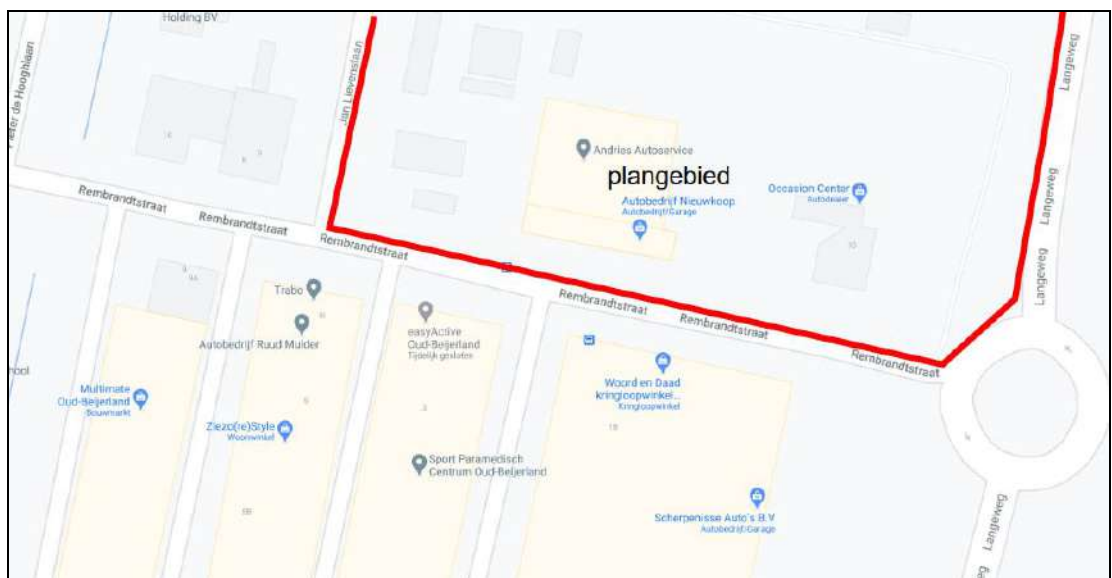 Holding BV
Pieter de Hooghlaan
Jan Lievenslaan
Langeweg
Langeweg
Langeweg
Langeweg
Andries Autoservice
plangebied
Autobedrijf Nieuwkoop
Autobedrijf/Garage
Occasion Center
Autodealer
10
Rembrandtstraat
Rembrandtstraat
Rembrandtstraat
Rembrandtstraat
Rembrandtstraat
Rembrandtstraat
Trabo
Autobedrijf Ruud Mulder
easyActive
Oud-Beijerland
Tijdelijk gesloten
Multimate
Oud-Beijerland
Bouwmarkt
Ziezo(re)Style
Woonwinkel
3
Sport Paramedisch
Centrum Oud-Beijerland
Woord en Daad
kringloopwinkel...
Kringloopwinkel
Scherpenisse Auto's B.V
Autobedrijf/Garage
Langeweg